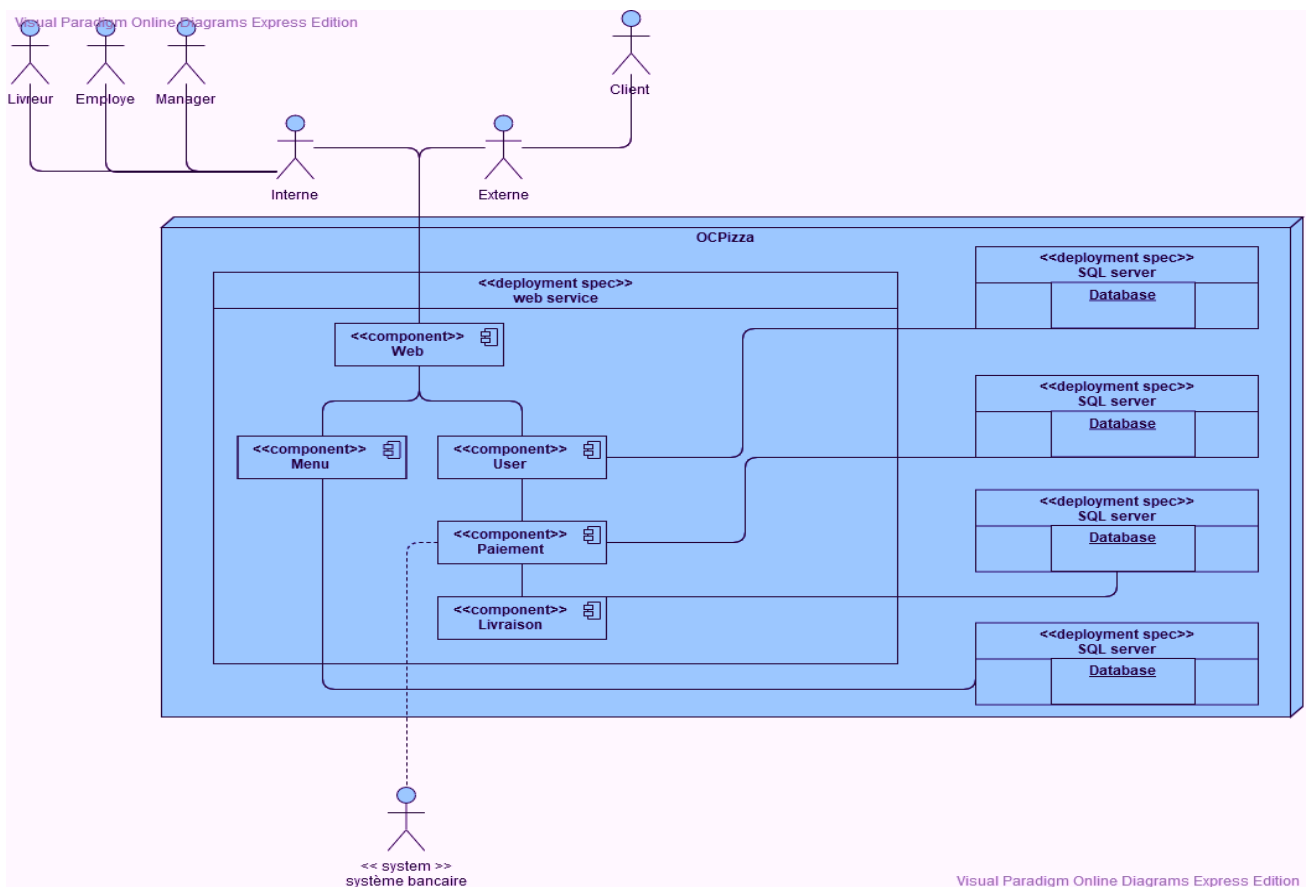 Visual Paradigm Online Diagrams Express Edition
Livreur
Employe
Manager
Client
Interne
Externe
OCPizza
<<deployment spec>>
web service
<<component>>
Web
<<component>>
Menu
<<component>>
User
<<component>>
Paiement
<<component>>
Livraison
<<deployment spec>>
SQL server
Database
<<deployment spec>>
SQL server
Database
<<deployment spec>>
SQL server
Database
<<deployment spec>>
SQL server
Database
<< system >>
système bancaire
Visual Paradigm Online Diagrams Express Edition